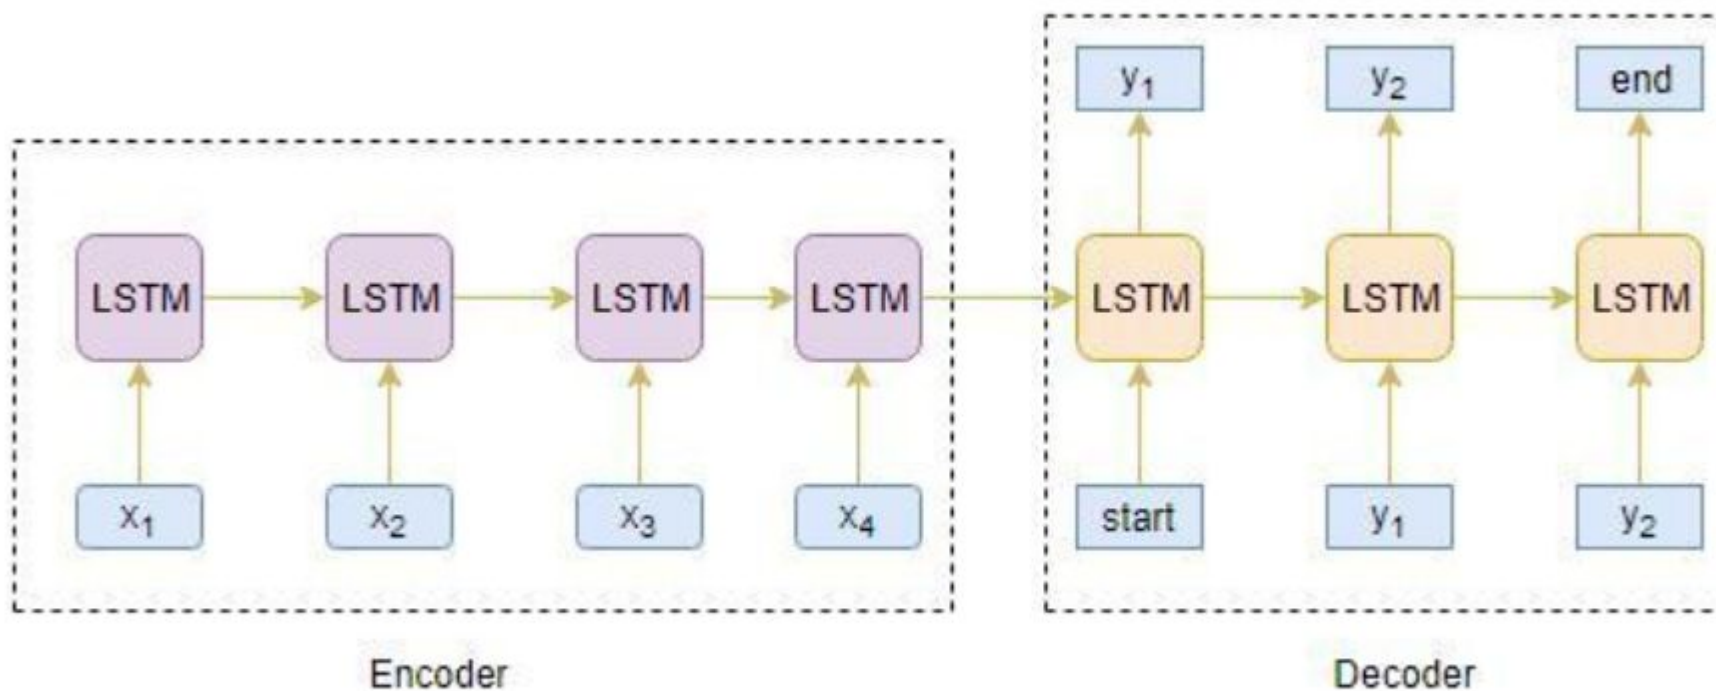 y₁ y₂ end
LSTM LSTM LSTM LSTM LSTM LSTM LSTM
x₁ x₂ x₃ x₄ start y₁ y₂
Encoder Decoder